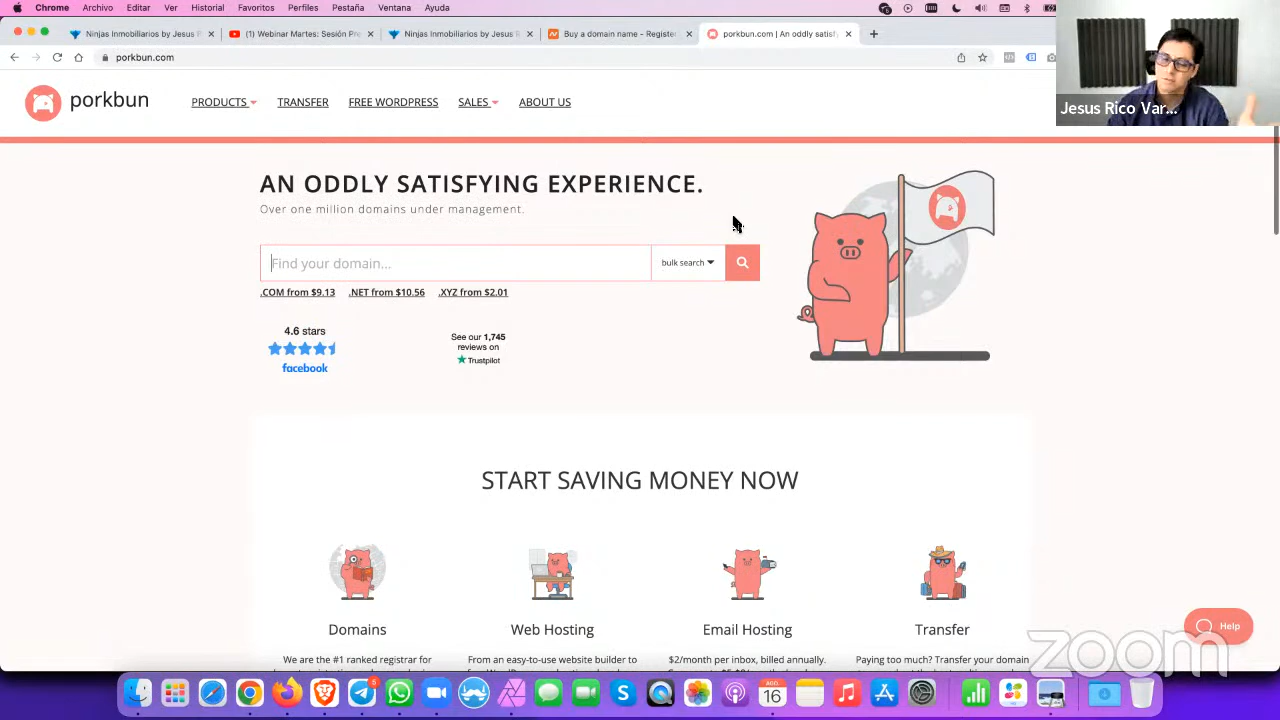 Chrome Archivo Editar Ver Historial Favoritos Perfiles Pestaña Ventana Ayuda
Ninjas Inmobiliarios by Jesus R
(1) Webinar Martes: Sesión Pre
Ninjas Inmobiliarios by Jesus R
Buy a domain name - Register
porkbun.com | An oddly satisf
porkbun.com
Jesus Rico Var...
porkbun
PRODUCTS
TRANSFER
FREE WORDPRESS
SALES
ABOUT US
AN ODDLY SATISFYING EXPERIENCE.
Over one million domains under management.
Find your domain...
bulk search
.COM from $9.13 .NET from $10.56 .XYZ from $2.01
4.6 stars
facebook
See our 1,745
reviews on
Trustpilot
START SAVING MONEY NOW
Domains
Web Hosting
Email Hosting
Transfer
We are the #1 ranked registrar for
From an easy-to-use website builder to
$2/month per inbox, billed annually.
Paying too much? Transfer your domain
Help
zoom
5
16